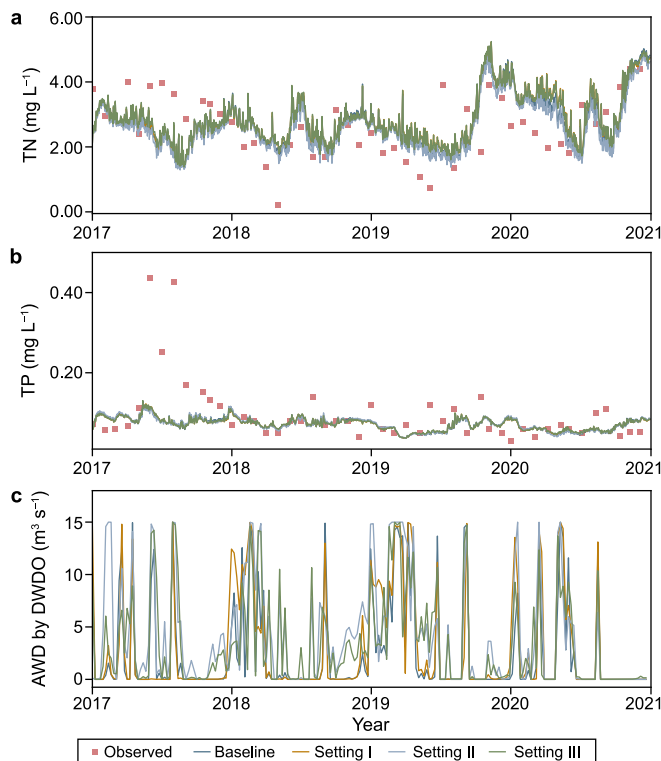 a
TN (mg L⁻¹)
6.00
4.00
2.00
0.00
2017 2018 2019 2020 2021
b
TP (mg L⁻¹)
0.40
0.20
2017 2018 2019 2020 2021
c
AWD by DWDO (m³ s⁻¹)
15
10
5
0
2017 2018 2019 2020 2021
Year
Observed Baseline Setting I Setting II Setting III